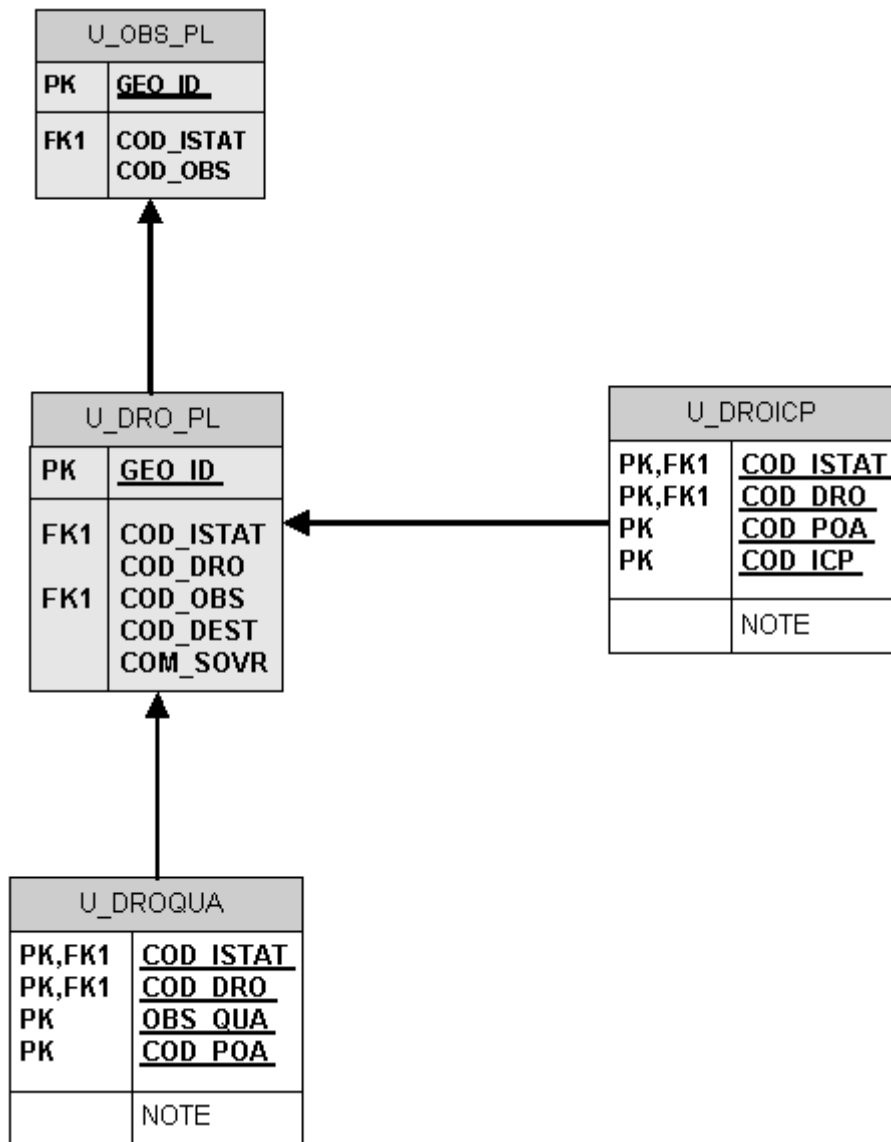 U_OBS_PL
PK GEO_ID
FK1 COD_ISTAT
COD_OBS
U_DRO_PL
PK GEO_ID
FK1 COD_ISTAT
COD_DRO
FK1 COD_OBS
COD_DEST
COM_SOVR
U_DROICP
PK,FK1 COD_ISTAT
PK,FK1 COD_DRO
PK COD_POA
PK COD_ICP
NOTE
U_DROQUA
PK,FK1 COD_ISTAT
PK,FK1 COD_DRO
PK OBS_QUA
PK COD_POA
NOTE